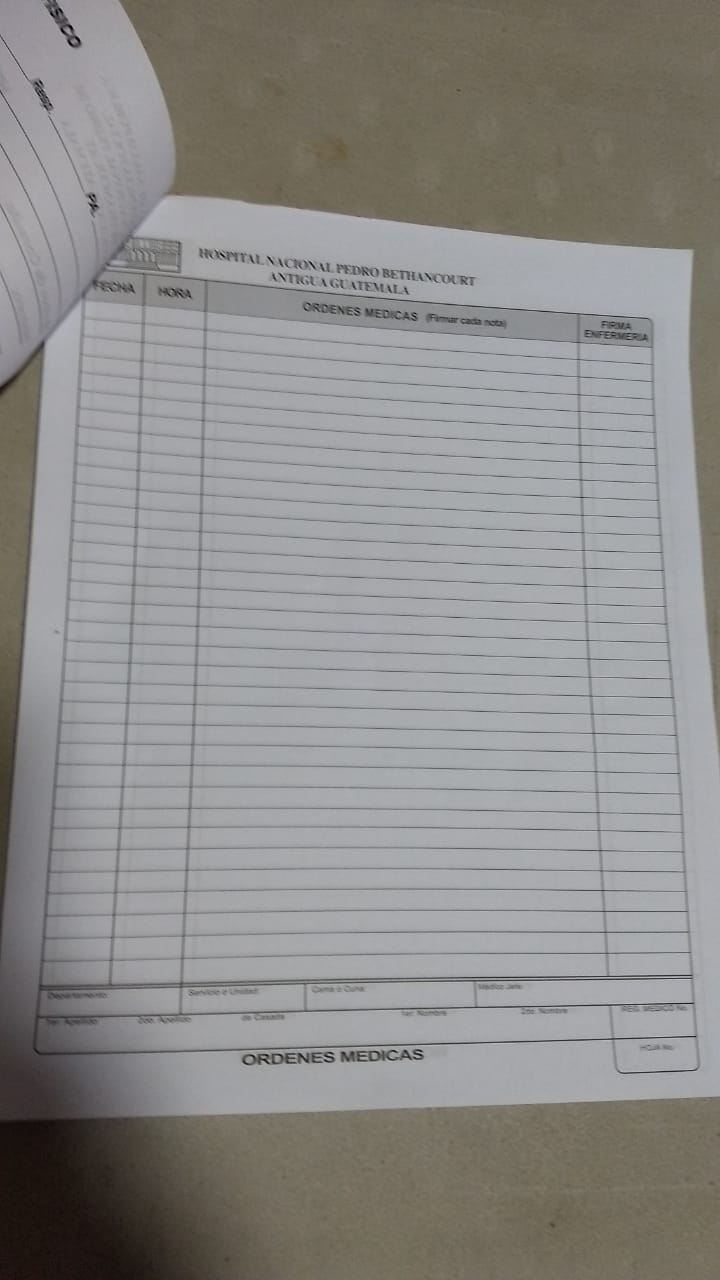 Resp.
PA.
HOSPITAL NACIONAL PEDRO BETHANCOURT
ANTIGUA GUATEMALA
FECHA HORA ORDENES MEDICAS (Firmar cada nota) FIRMA ENFERMERIA
Departamento: Servicio o Unidad: Cama o Cuna: Médico Jefe:
1er. Apellido 2do. Apellido de Casada 1er. Nombre 2do. Nombre REG. MEDICO No.
HOJA No.
ORDENES MEDICAS